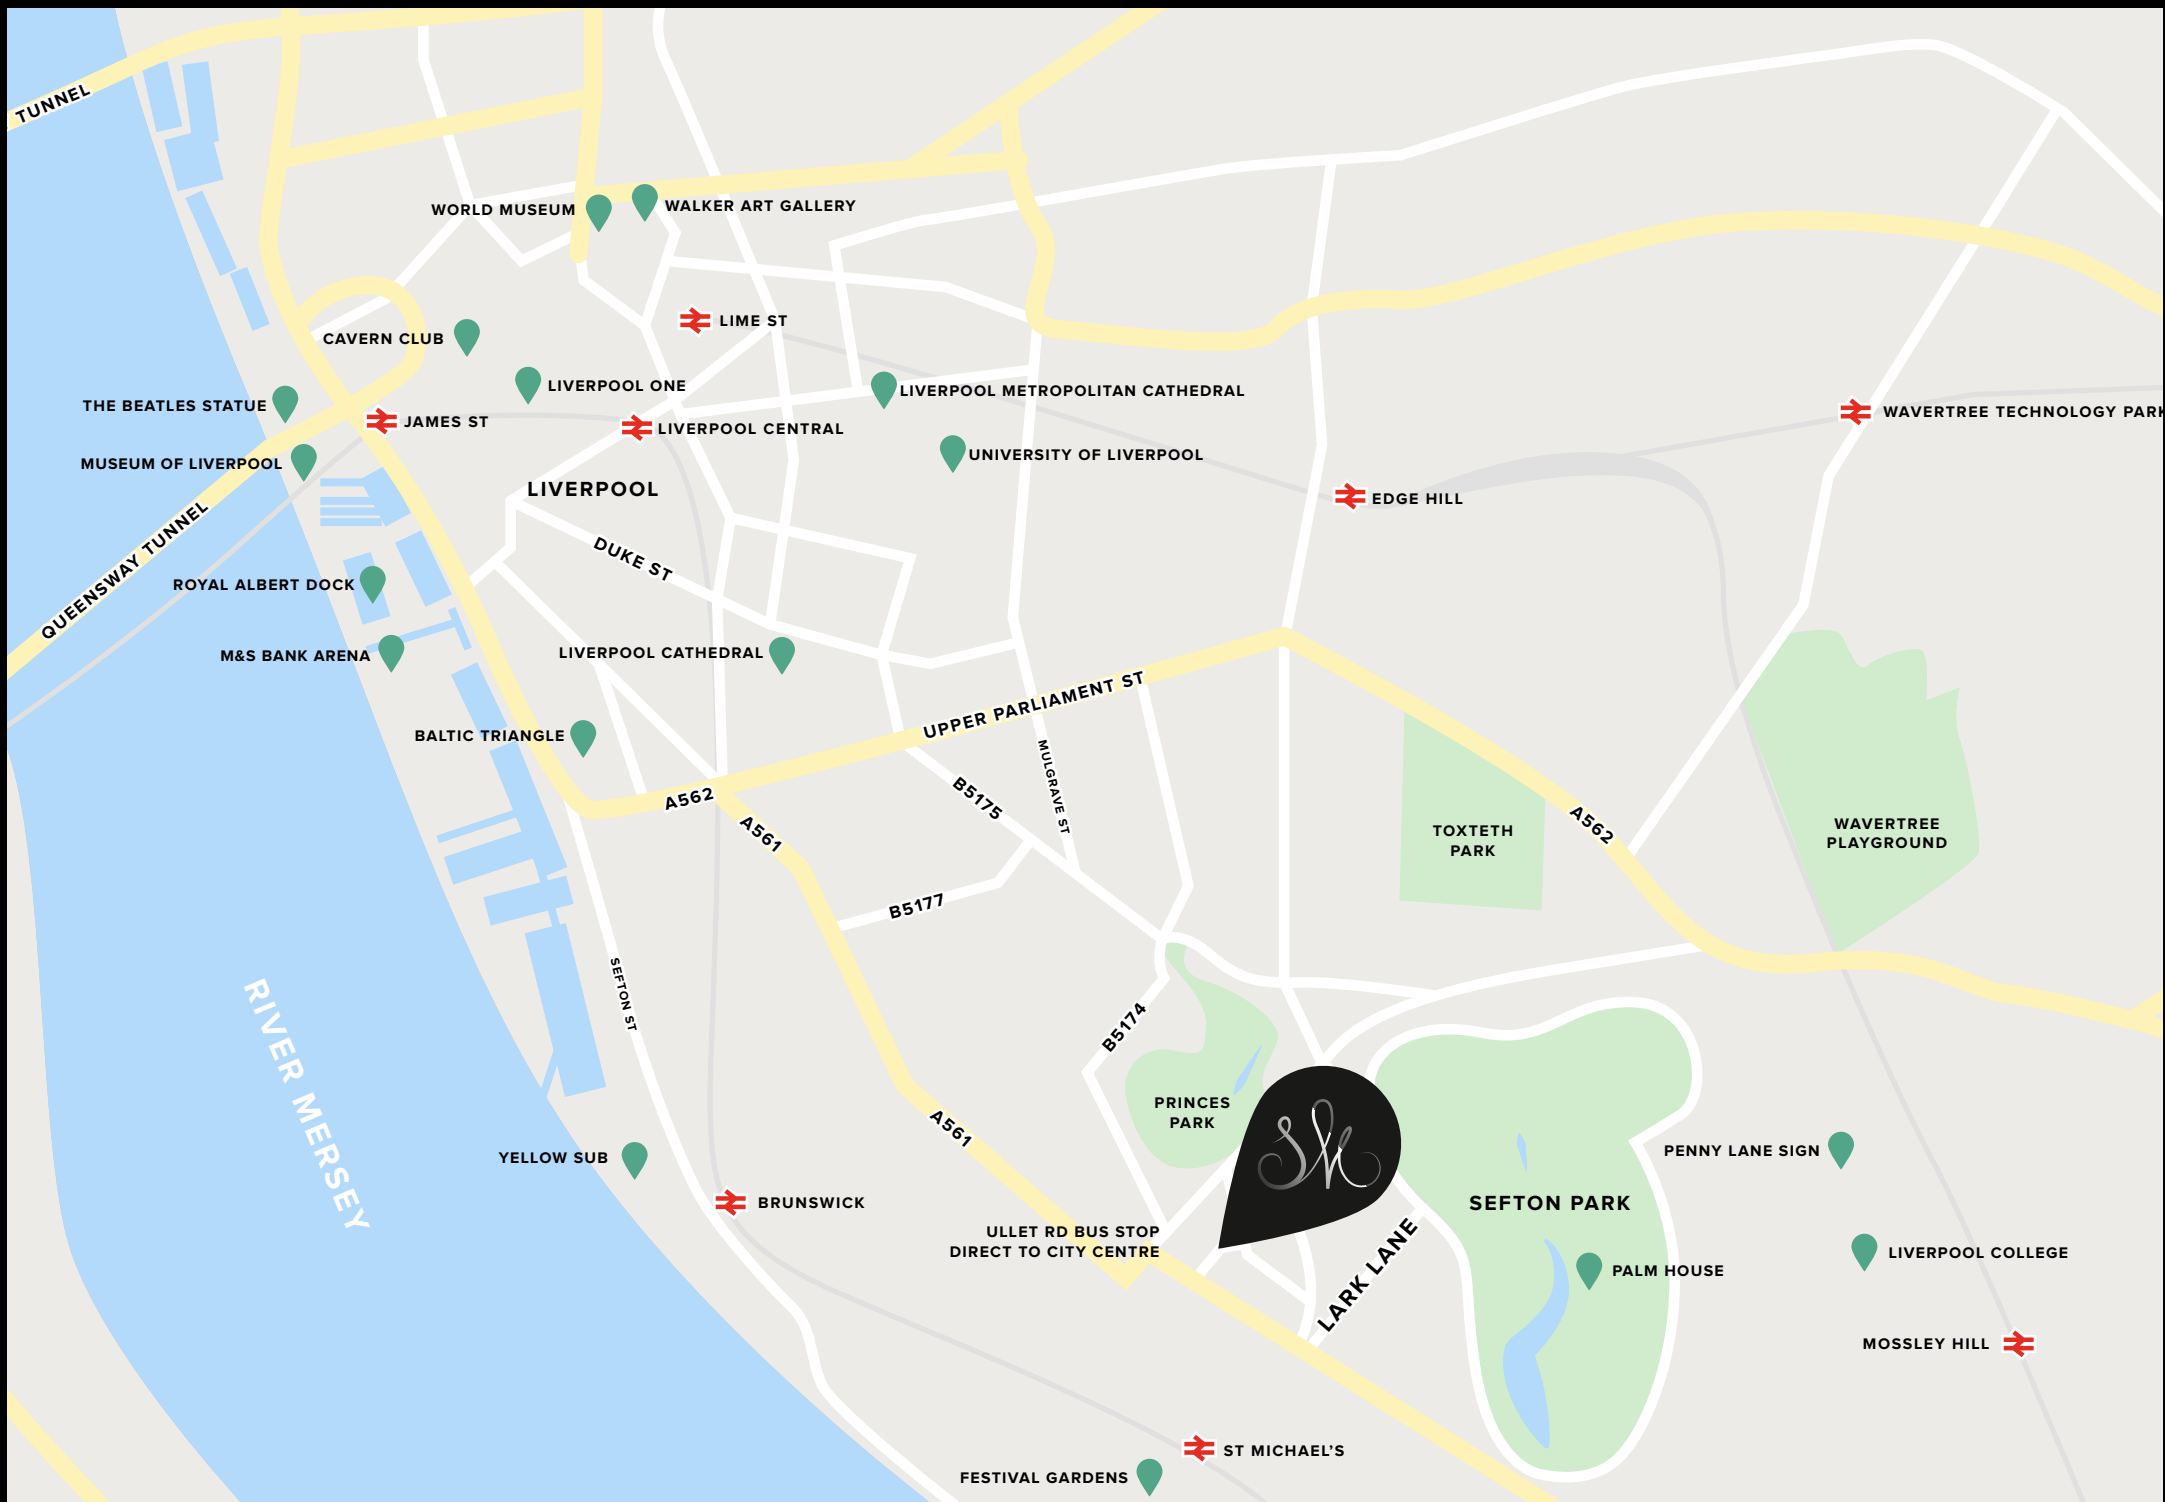 TUNNEL
WORLD MUSEUM
WALKER ART GALLERY
LIME ST
CAVERN CLUB
LIVERPOOL ONE
LIVERPOOL METROPOLITAN CATHEDRAL
THE BEATLES STATUE
JAMES ST
LIVERPOOL CENTRAL
WAVERTREE TECHNOLOGY PARK
MUSEUM OF LIVERPOOL
UNIVERSITY OF LIVERPOOL
LIVERPOOL
EDGE HILL
QUEENSWAY TUNNEL
DUKE ST
ROYAL ALBERT DOCK
M&S BANK ARENA
LIVERPOOL CATHEDRAL
UPPER PARLIAMENT ST
BALTIC TRIANGLE
MULGRAVE ST
A562
B5175
A561
TOXTETH
PARK
A562
WAVERTREE
PLAYGROUND
B5177
SEFTON ST
RIVER MERSEY
B5174
PRINCES
PARK
A561
YELLOW SUB
PENNY LANE SIGN
BRUNSWICK
SEFTON PARK
ULLET RD BUS STOP
DIRECT TO CITY CENTRE
LARK LANE
PALM HOUSE
LIVERPOOL COLLEGE
MOSSLEY HILL
ST MICHAEL'S
FESTIVAL GARDENS